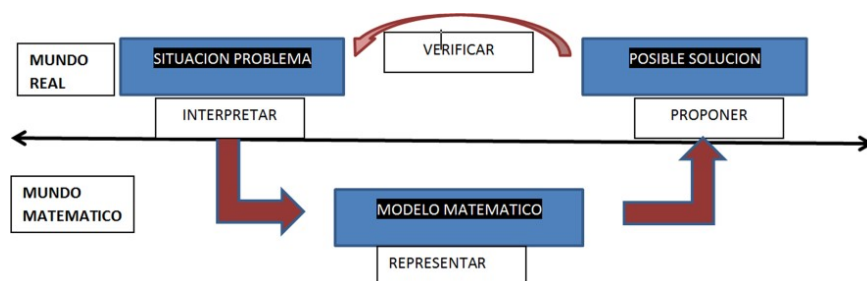 MUNDO
REAL
SITUACION PROBLEMA
VERIFICAR
POSIBLE SOLUCION
INTERPRETAR
PROPONER
MUNDO
MATEMATICO
MODELO MATEMATICO
REPRESENTAR